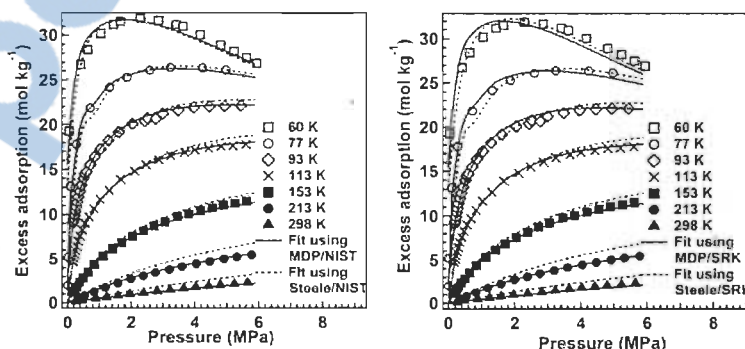 Excess adsorption (mol kg⁻¹)
35
30
25
20
15
10
5
0
60 K
77 K
93 K
113 K
153 K
213 K
298 K
Fit using
MDP/NIST
Fit using
Steele/NIST
0 2 4 6 8
Pressure (MPa)
Excess adsorption (mol kg⁻¹)
35
30
25
20
15
10
5
0
60 K
77 K
93 K
113 K
153 K
213 K
298 K
Fit using
MDP/SRK
Fit using
Steele/SRK
0 2 4 6 8
Pressure (MPa)